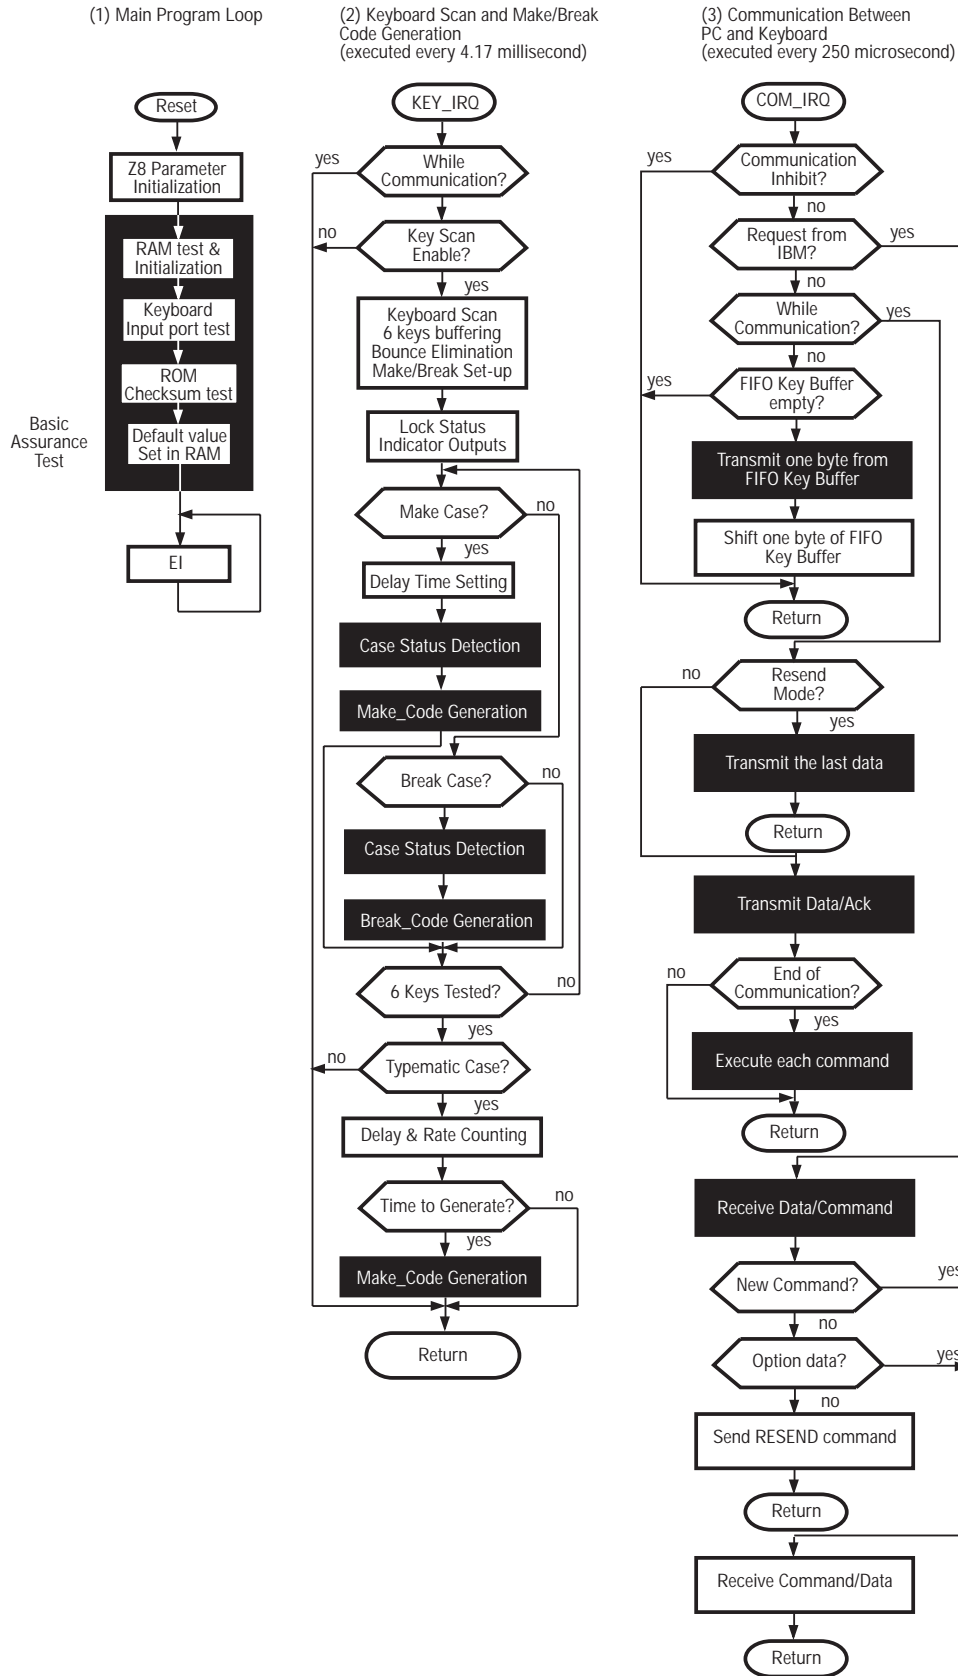 (1) Main Program Loop
Reset
Z8 Parameter
Initialization
RAM test &
Initialization
Keyboard
Input port test
ROM
Checksum test
Default value
Set in RAM
Basic
Assurance
Test
EI
(2) Keyboard Scan and Make/Break
Code Generation
(executed every 4.17 millisecond)
KEY_IRQ
yes
While
Communication?
no
Key Scan
Enable?
yes
Keyboard Scan
6 keys buffering
Bounce Elimination
Make/Break Set-up
Lock Status
Indicator Outputs
Make Case?
no
yes
Delay Time Setting
Case Status Detection
Make_Code Generation
Break Case?
no
Case Status Detection
Break_Code Generation
6 Keys Tested?
no
yes
no
Typematic Case?
yes
Delay & Rate Counting
Time to Generate?
no
yes
Make_Code Generation
Return
(3) Communication Between
PC and Keyboard
(executed every 250 microsecond)
COM_IRQ
yes
Communication
Inhibit?
no
Request from
IBM?
yes
no
While
Communication?
yes
no
yes
FIFO Key Buffer
empty?
Transmit one byte from
FIFO Key Buffer
Shift one byte of FIFO
Key Buffer
Return
no
Resend
Mode?
yes
Transmit the last data
Return
Transmit Data/Ack
no
End of
Communication?
yes
Execute each command
Return
Receive Data/Command
New Command?
yes
no
Option data?
yes
no
Send RESEND command
Return
Receive Command/Data
Return